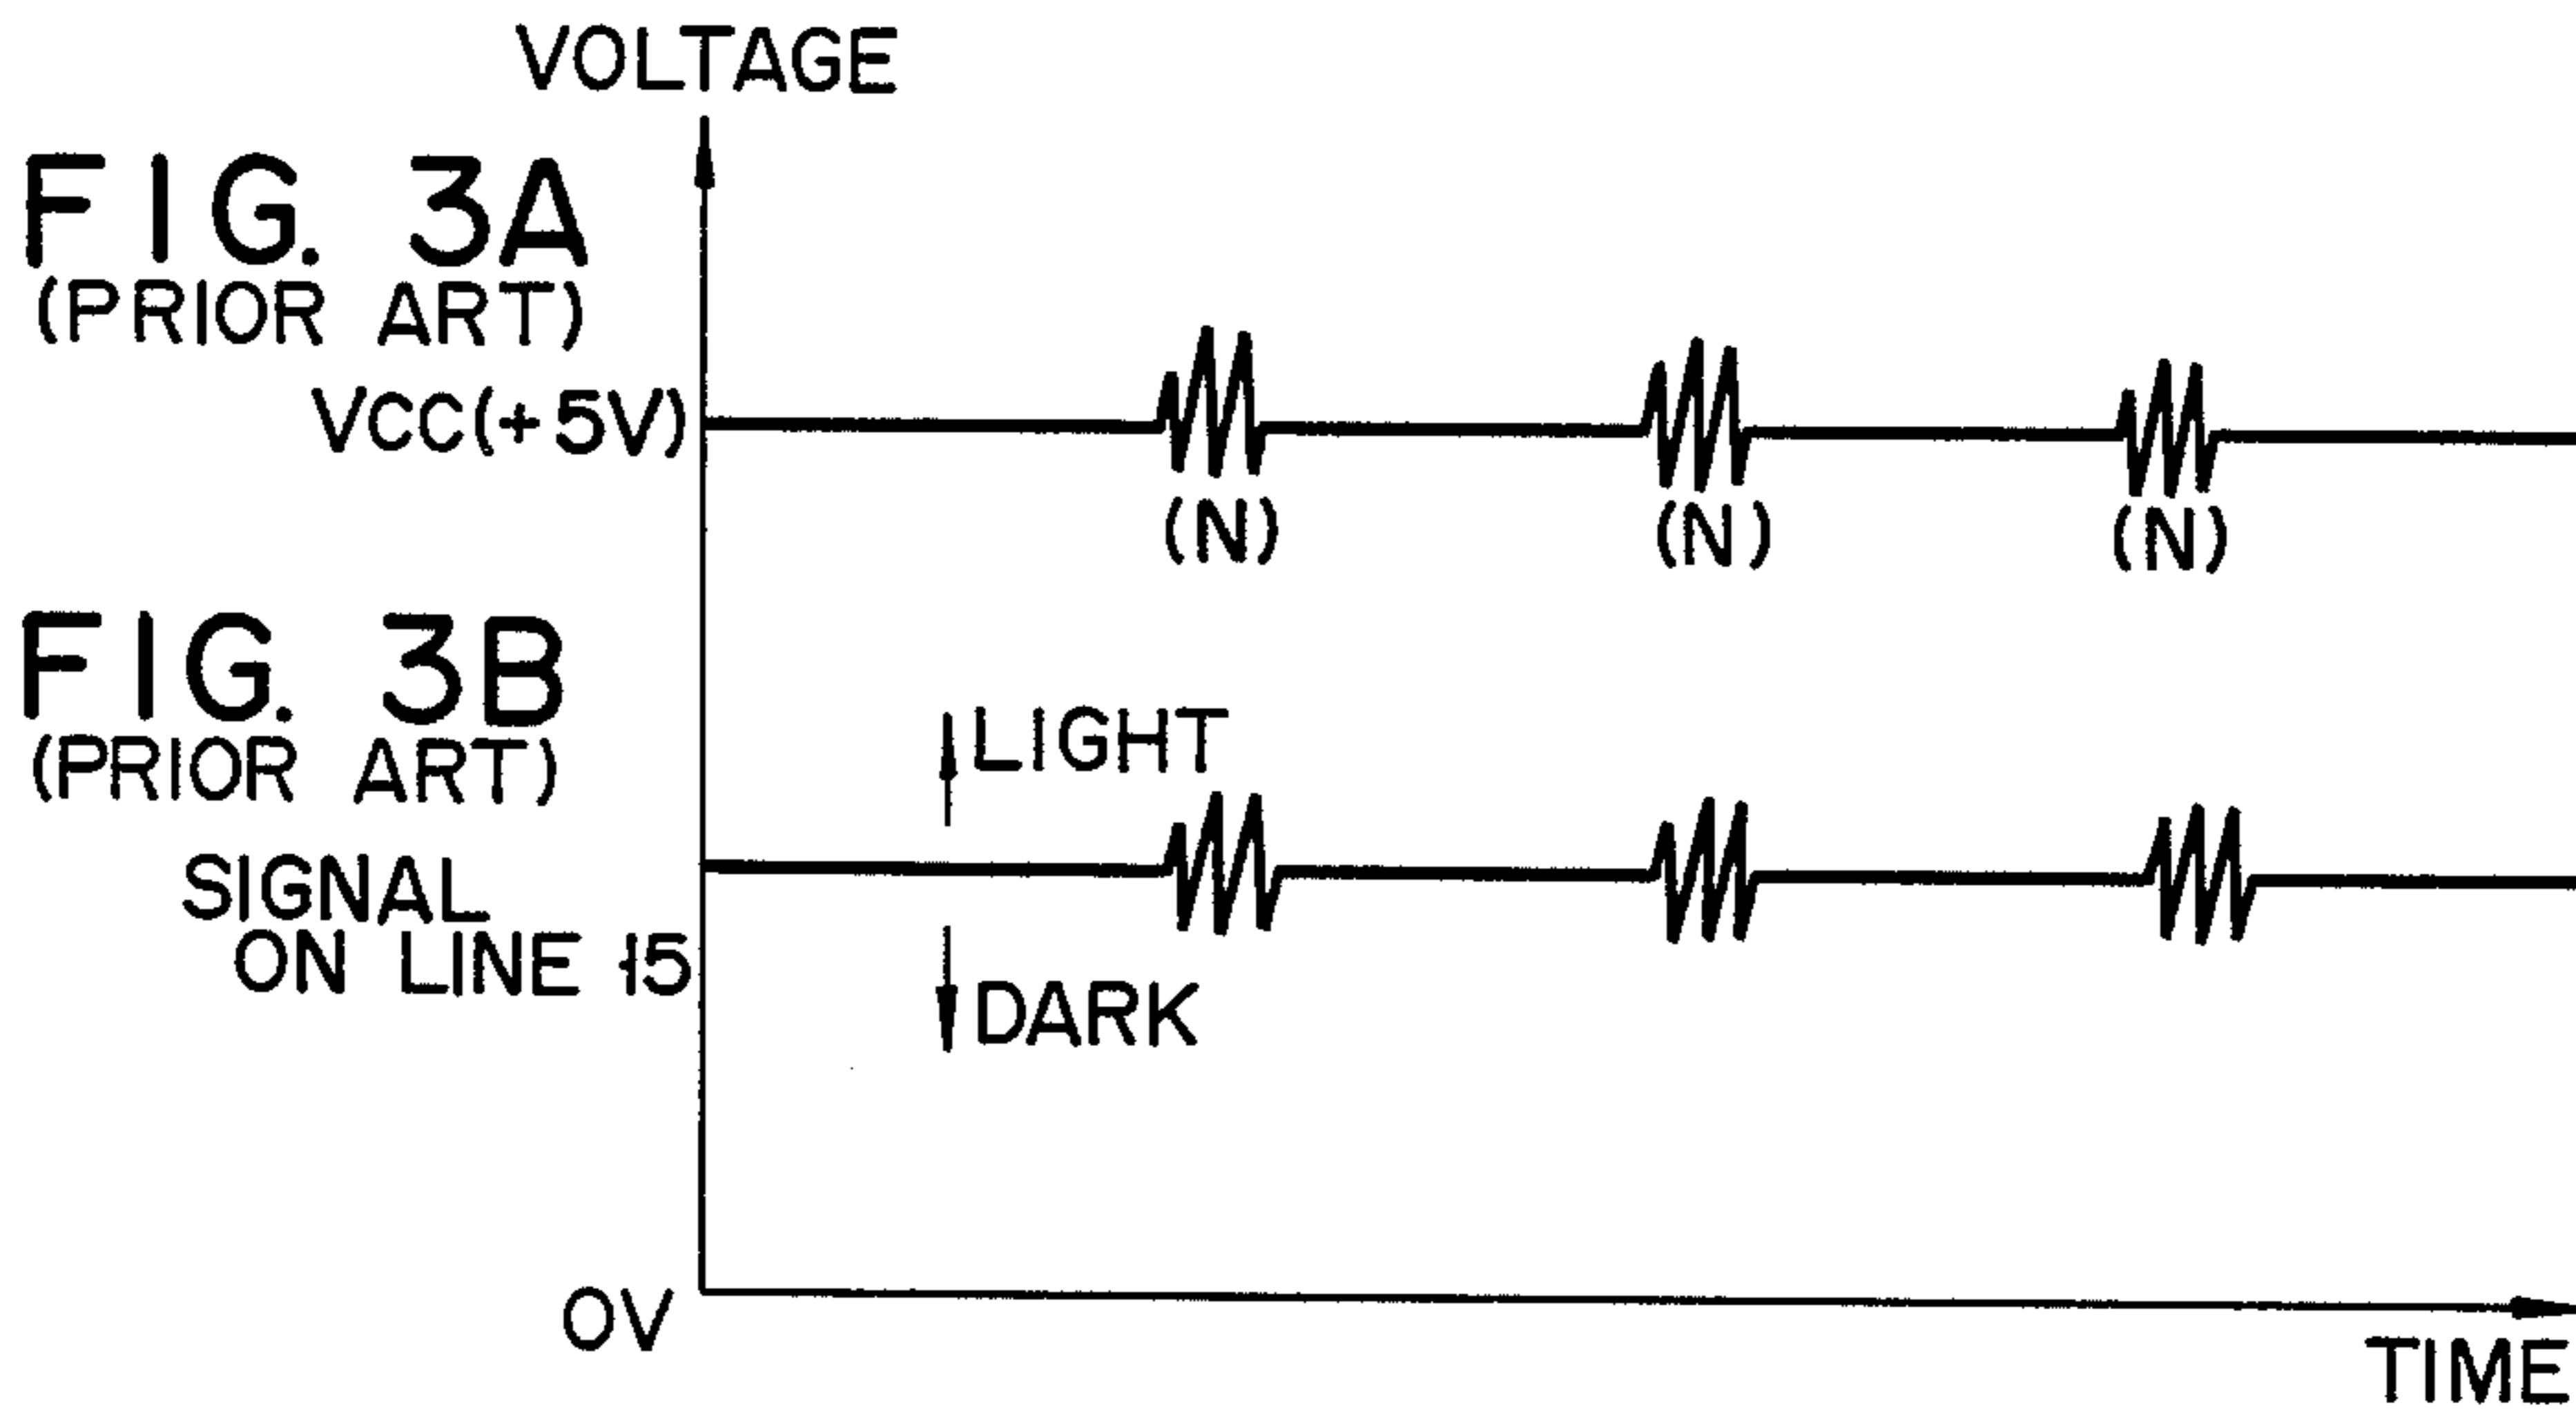 VOLTAGE
FIG. 3A
(PRIOR ART)
VCC(+5V)
(N)
(N)
(N)
FIG. 3B
(PRIOR ART)
LIGHT
SIGNAL
ON LINE 15
DARK
0V
TIME